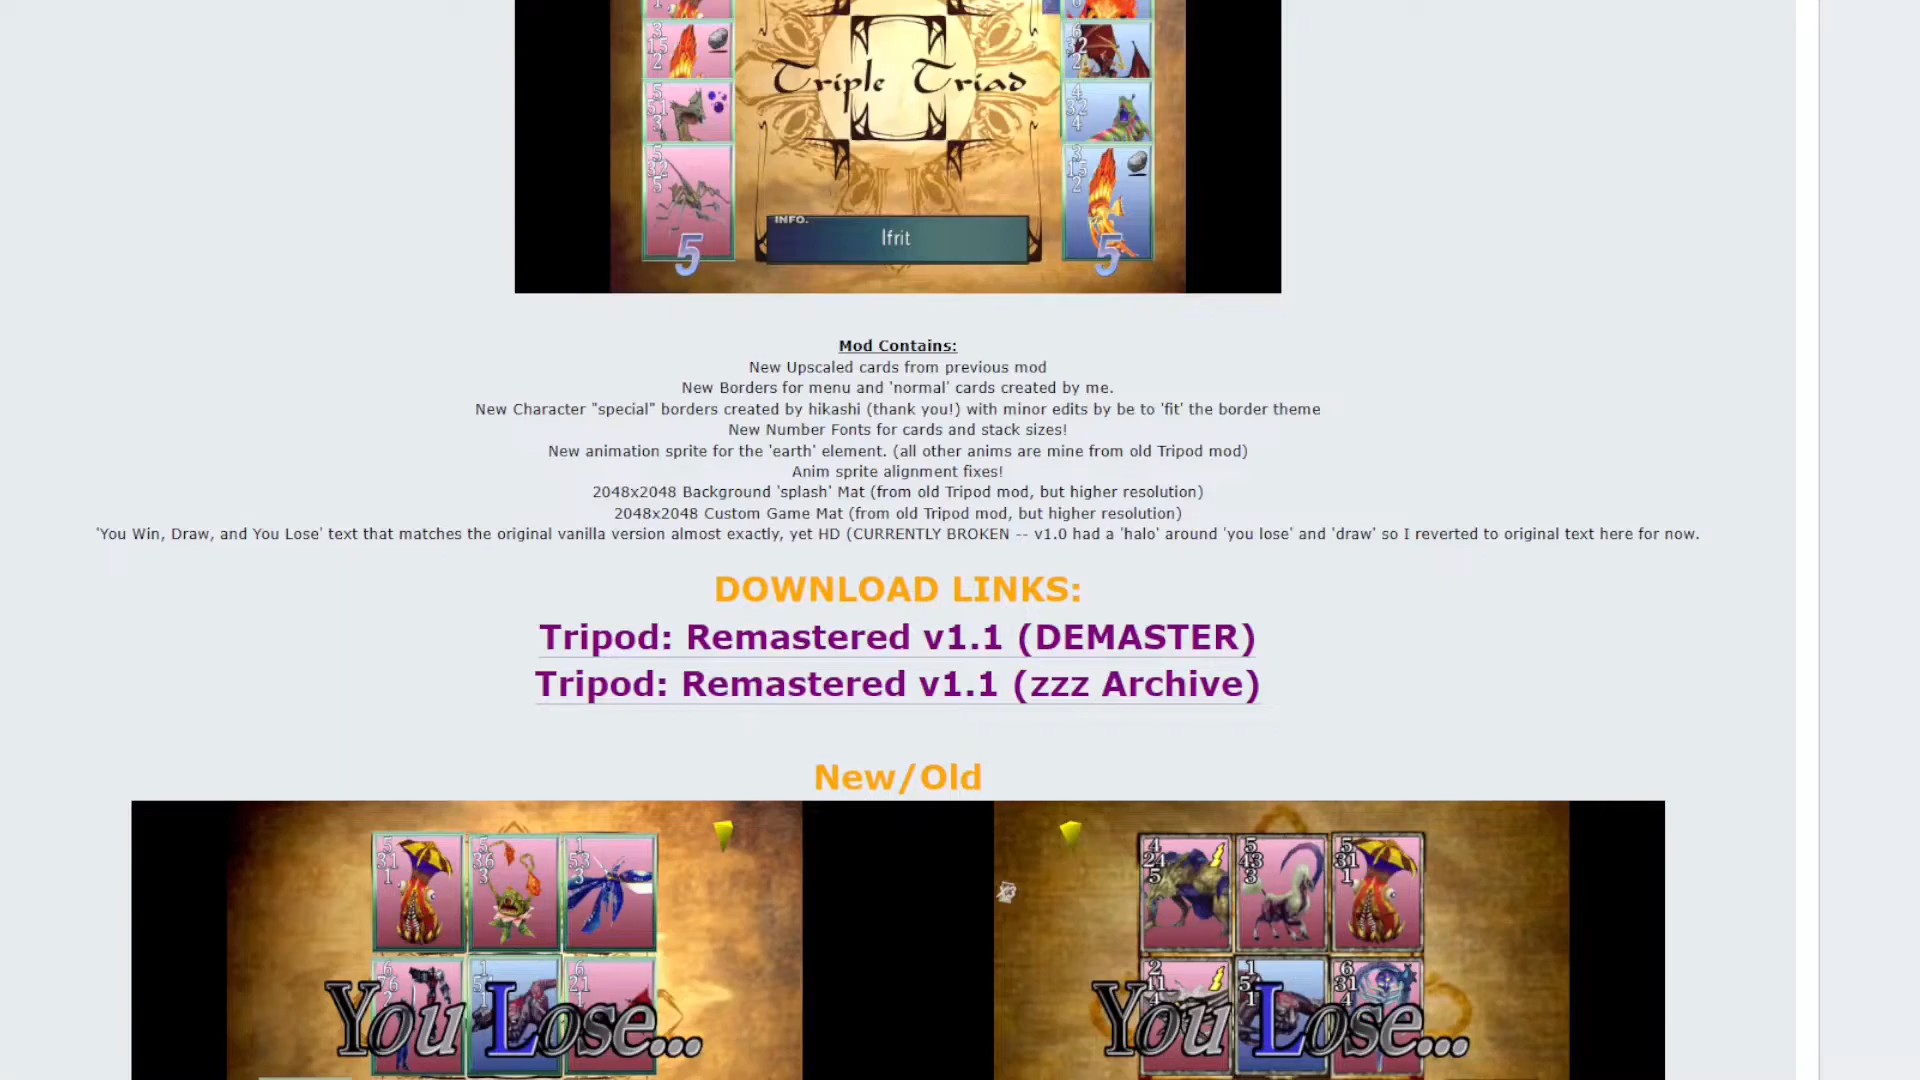 Triple Triad
INFO.
Ifrit
5
5
Mod Contains:
New Upscaled cards from previous mod
New Borders for menu and 'normal' cards created by me.
New Character "special" borders created by hikashi (thank you!) with minor edits by be to 'fit' the border theme
New Number Fonts for cards and stack sizes!
New animation sprite for the 'earth' element. (all other anims are mine from old Tripod mod)
Anim sprite alignment fixes!
2048x2048 Background 'splash' Mat (from old Tripod mod, but higher resolution)
2048x2048 Custom Game Mat (from old Tripod mod, but higher resolution)
'You Win, Draw, and You Lose' text that matches the original vanilla version almost exactly, yet HD (CURRENTLY BROKEN -- v1.0 had a 'halo' around 'you lose' and 'draw' so I reverted to original text here for now.
DOWNLOAD LINKS:
Tripod: Remastered v1.1 (DEMASTER)
Tripod: Remastered v1.1 (zzz Archive)
New/Old
You Lose...
You Lose...